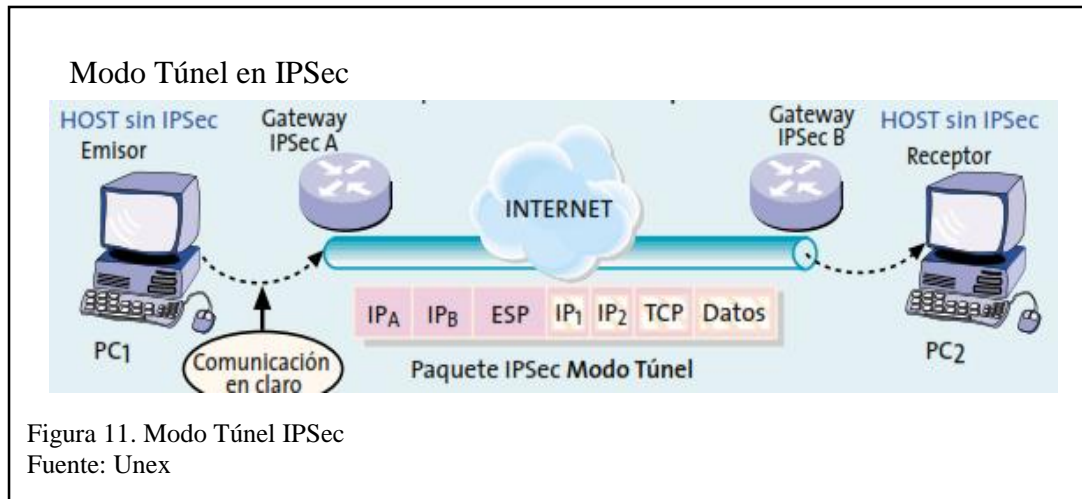 Modo Túnel en IPSec
HOST sin IPSec
Emisor
Gateway
IPSec A
Gateway
IPSec B
HOST sin IPSec
Receptor
INTERNET
IPA IPB ESP IP1 IP2 TCP Datos
PC1
Comunicación
en claro
Paquete IPSec Modo Túnel
PC2
Figura 11. Modo Túnel IPSec
Fuente: Unex